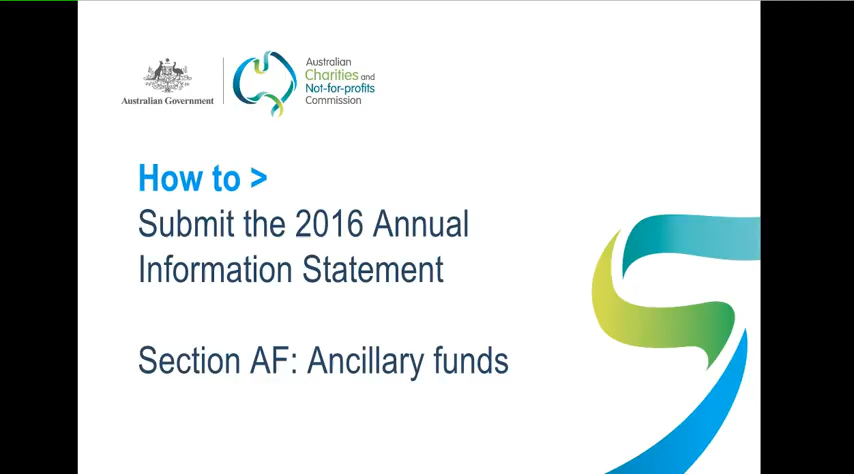 Australian Government
Australian
Charities and
Not-for-profits
Commission
How to >
Submit the 2016 Annual
Information Statement
Section AF: Ancillary funds